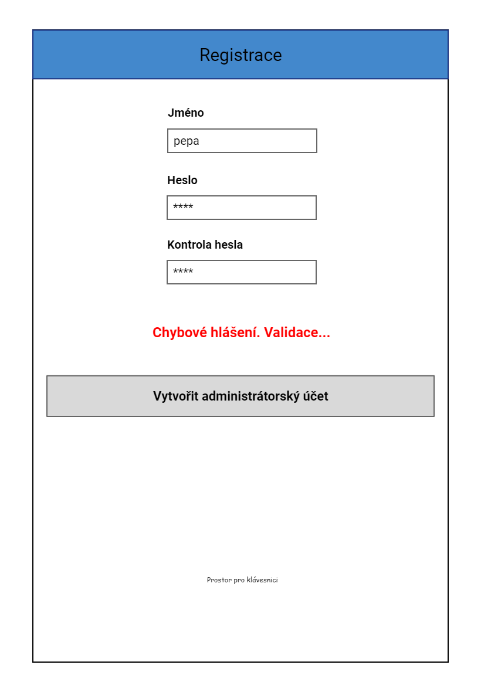 Registrace
Jméno
pepa
Heslo
****
Kontrola hesla
****
Chybové hlášení. Validace...
Vytvořit administrátorský účet
Prostor pro klávesnici